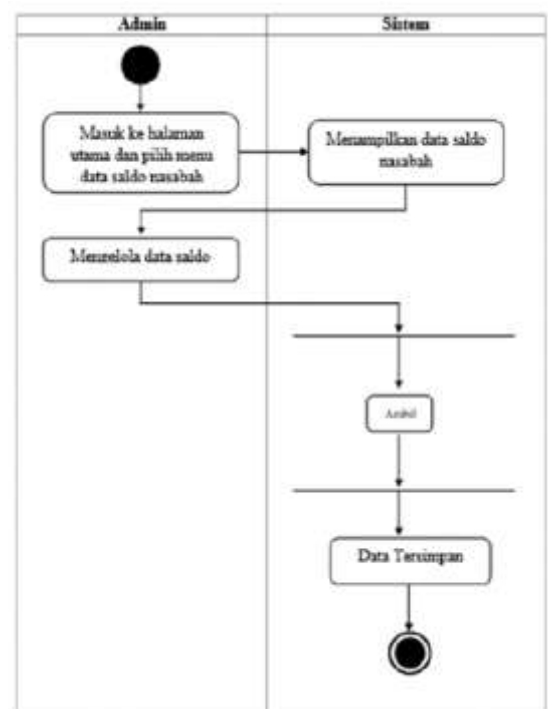 Admin
Sistem
Masuk ke halaman
utama dan pilih menu
data saldo nasabah
Menampilkan data saldo
nasabah
Mengelola data saldo
Ambil
Data Tersimpan